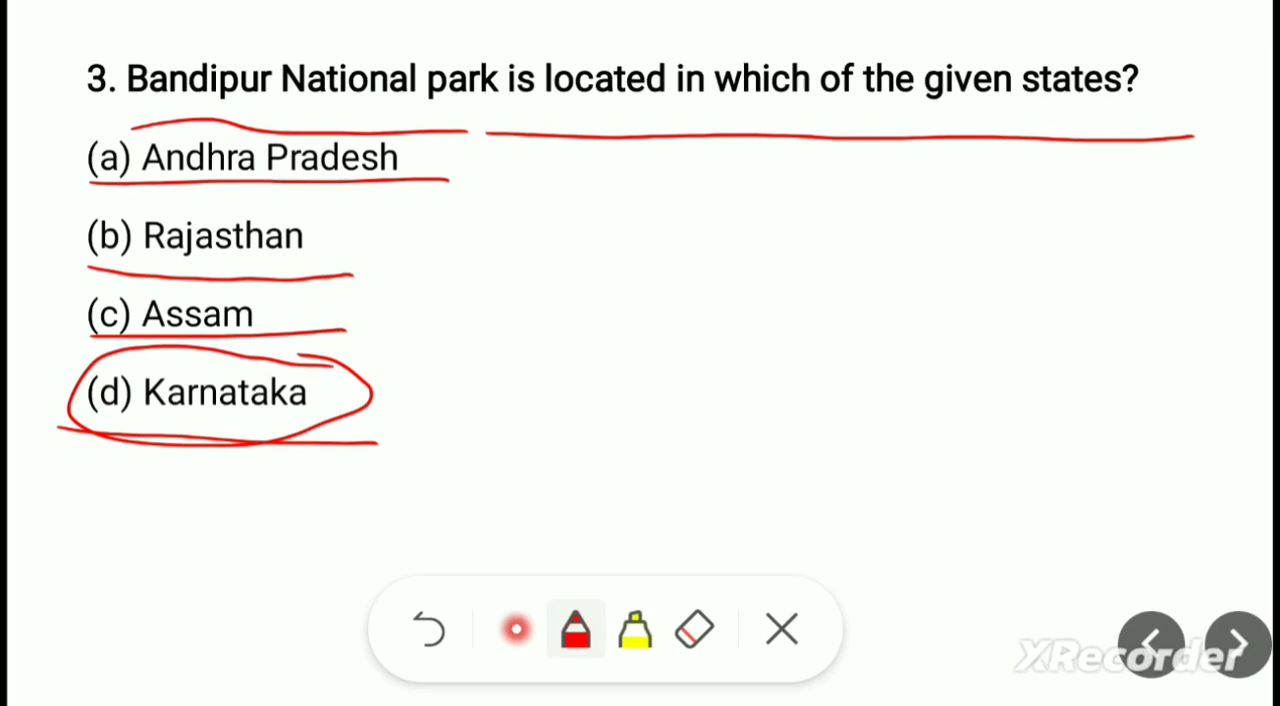 3. Bandipur National park is located in which of the given states?
(a) Andhra Pradesh
(b) Rajasthan
(c) Assam
(d) Karnataka
XRecorder